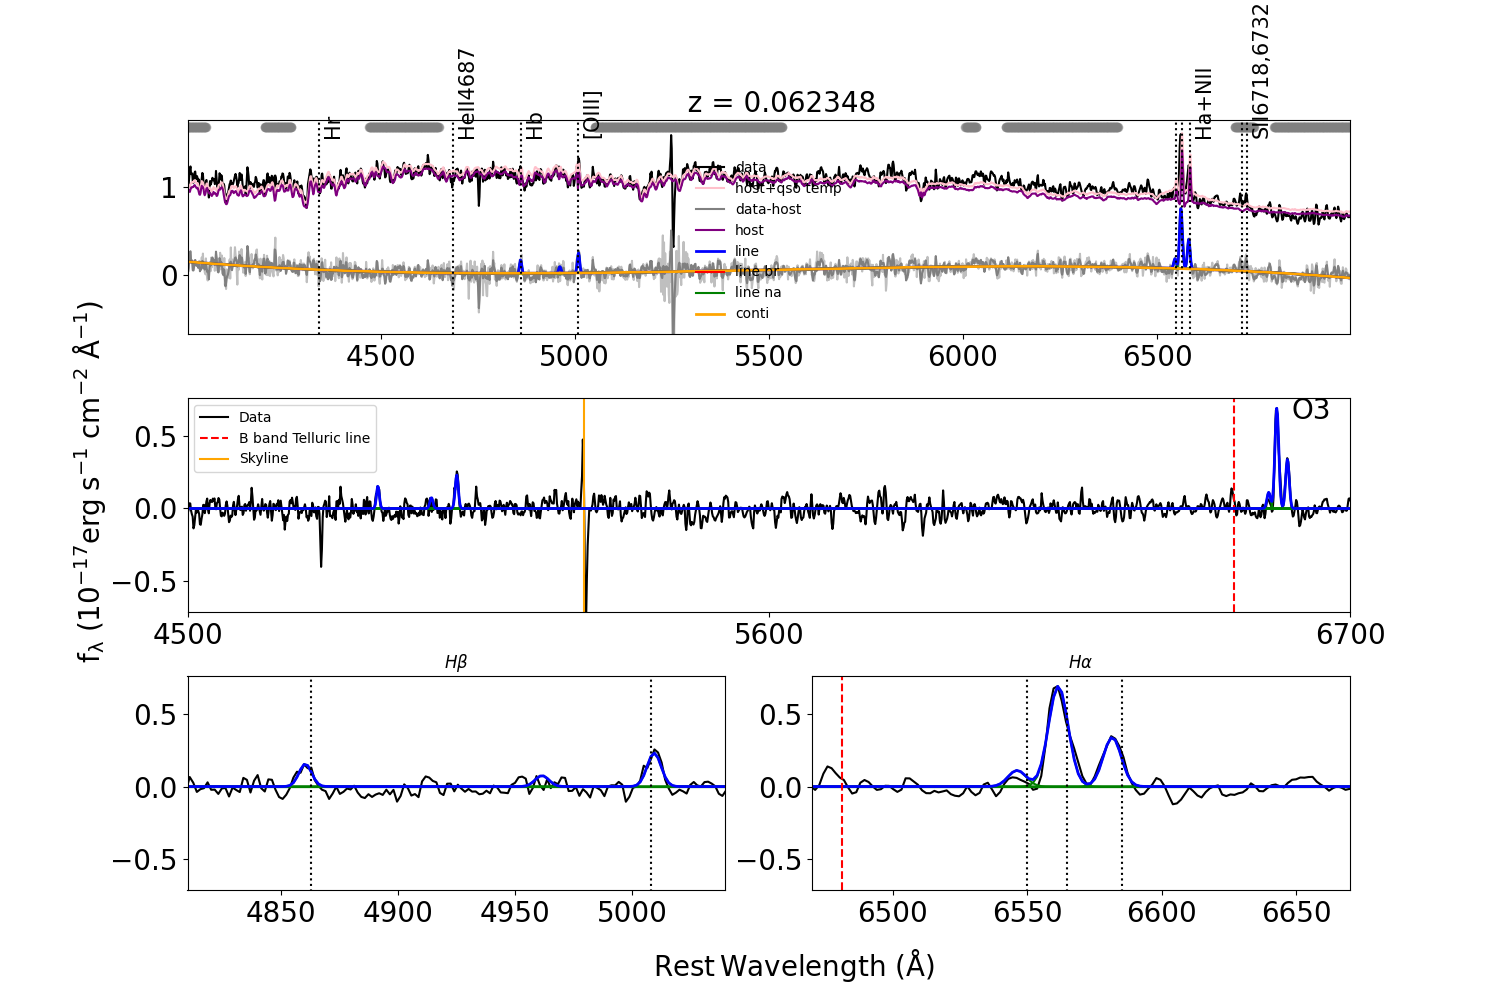 z = 0.062348
Hr
HeII4687
Hb
[OIII]
Ha+NII
SII6718,6732
data
host+qso temp
data-host
host
line
line br
line na
conti
1
0
4500
5000
5500
6000
6500
Data
B band Telluric line
Skyline
O3
0.5
0.0
−0.5
4500
5600
6700
fλ (10⁻¹⁷erg s⁻¹ cm⁻² Å⁻¹)
Hβ
0.5
0.0
−0.5
4850
4900
4950
5000
Hα
0.5
0.0
−0.5
6500
6550
6600
6650
Rest Wavelength (Å)